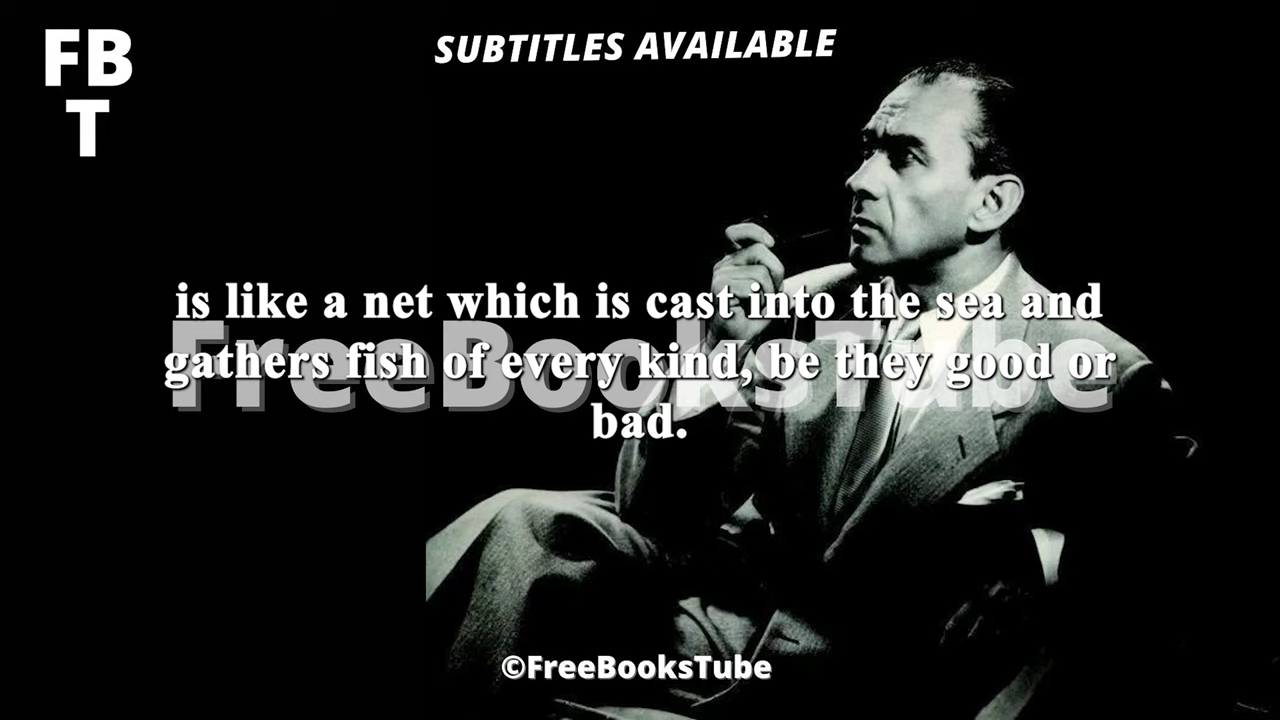 FB
T
SUBTITLES AVAILABLE
is like a net which is cast into the sea and
gathers fish of every kind, be they good or
bad.
FreeBooksTube
©FreeBooksTube